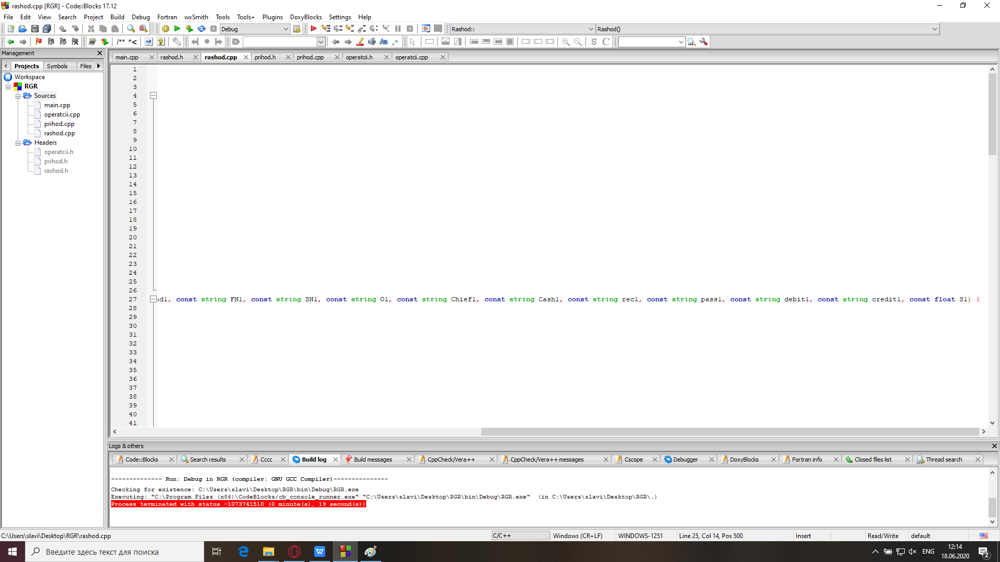 rashod.cpp [RGR] - Code::Blocks 17.12
File Edit View Search Project Build Debug Fortran wxSmith Tools Tools+ Plugins DoxyBlocks Settings Help
Debug Rashod:: Rashod()
/** *< Aa .* S C
Management
main.cpp rashod.h rashod.cpp prihod.h prihod.cpp operatcii.h operatcii.cpp
Projects Symbols Files
Workspace
RGR
Sources
main.cpp
operatcii.cpp
prihod.cpp
rashod.cpp
Headers
operatcii.h
prihod.h
rashod.h
1
2
3
4
5
6
7
8
9
10
11
12
13
14
15
16
17
18
19
20
21
22
23
24
25
26
27 d1, const string FN1, const string SN1, const string O1, const string Chief1, const string Cash1, const string rec1, const string pass1, const string debit1, const string credit1, const float S1) {
28
29
30
31
32
33
34
35
36
37
38
39
40
41
Logs & others
Code::Blocks Search results Cccc Build log Build messages CppCheck/Vera++ CppCheck/Vera++ messages Cscope Debugger DoxyBlocks Fortran info Closed files list Thread search
-------------- Run: Debug in RGR (compiler: GNU GCC Compiler)---------------
Checking for existence: C:\Users\slavi\Desktop\RGR\bin\Debug\RGR.exe
Executing: "C:\Program Files (x86)\CodeBlocks/cb_console_runner.exe" "C:\Users\slavi\Desktop\RGR\bin\Debug\RGR.exe"  (in C:\Users\slavi\Desktop\RGR\.)
Process terminated with status -1073741510 (0 minute(s), 19 second(s))
C:\Users\slavi\Desktop\RGR\rashod.cpp C/C++ Windows (CR+LF) WINDOWS-1251 Line 25, Col 14, Pos 500 Insert Read/Write default
Введите здесь текст для поиска
ENG
12:14
18.06.2020
2